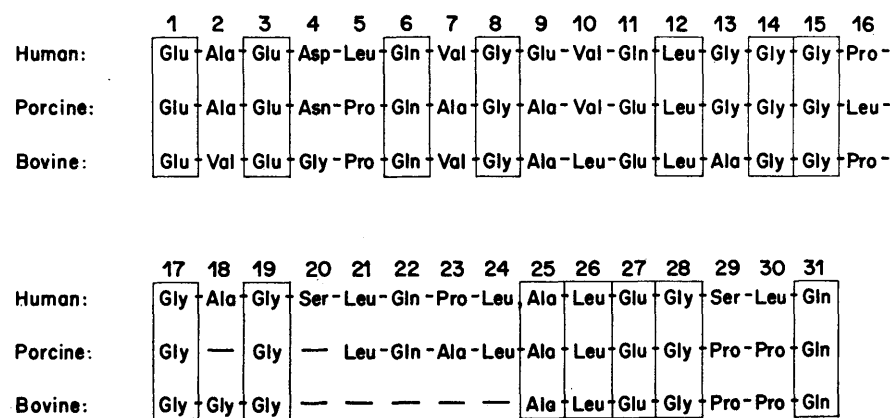 1 2 3 4 5 6 7 8 9 10 11 12 13 14 15 16
Human: Glu Ala Glu Asp-Leu Gln Val Gly Glu-Val-Gln Leu Gly Gly Gly Pro-
Porcine: Glu Ala Glu Asn-Pro Gln Ala Gly Ala-Val-Glu Leu Gly Gly Gly Leu-
Bovine: Glu Val Glu Gly-Pro Gln Val Gly Ala-Leu-Glu Leu Ala Gly Gly Pro-
17 18 19 20 21 22 23 24 25 26 27 28 29 30 31
Human: Gly Ala Gly Ser-Leu-Gln-Pro-Leu Ala Leu Glu Gly Ser-Leu Gln
Porcine: Gly — Gly — Leu-Gln-Ala-Leu Ala Leu Glu Gly Pro-Pro Gln
Bovine: Gly Gly Gly — — — — — Ala Leu Glu Gly Pro-Pro Gln